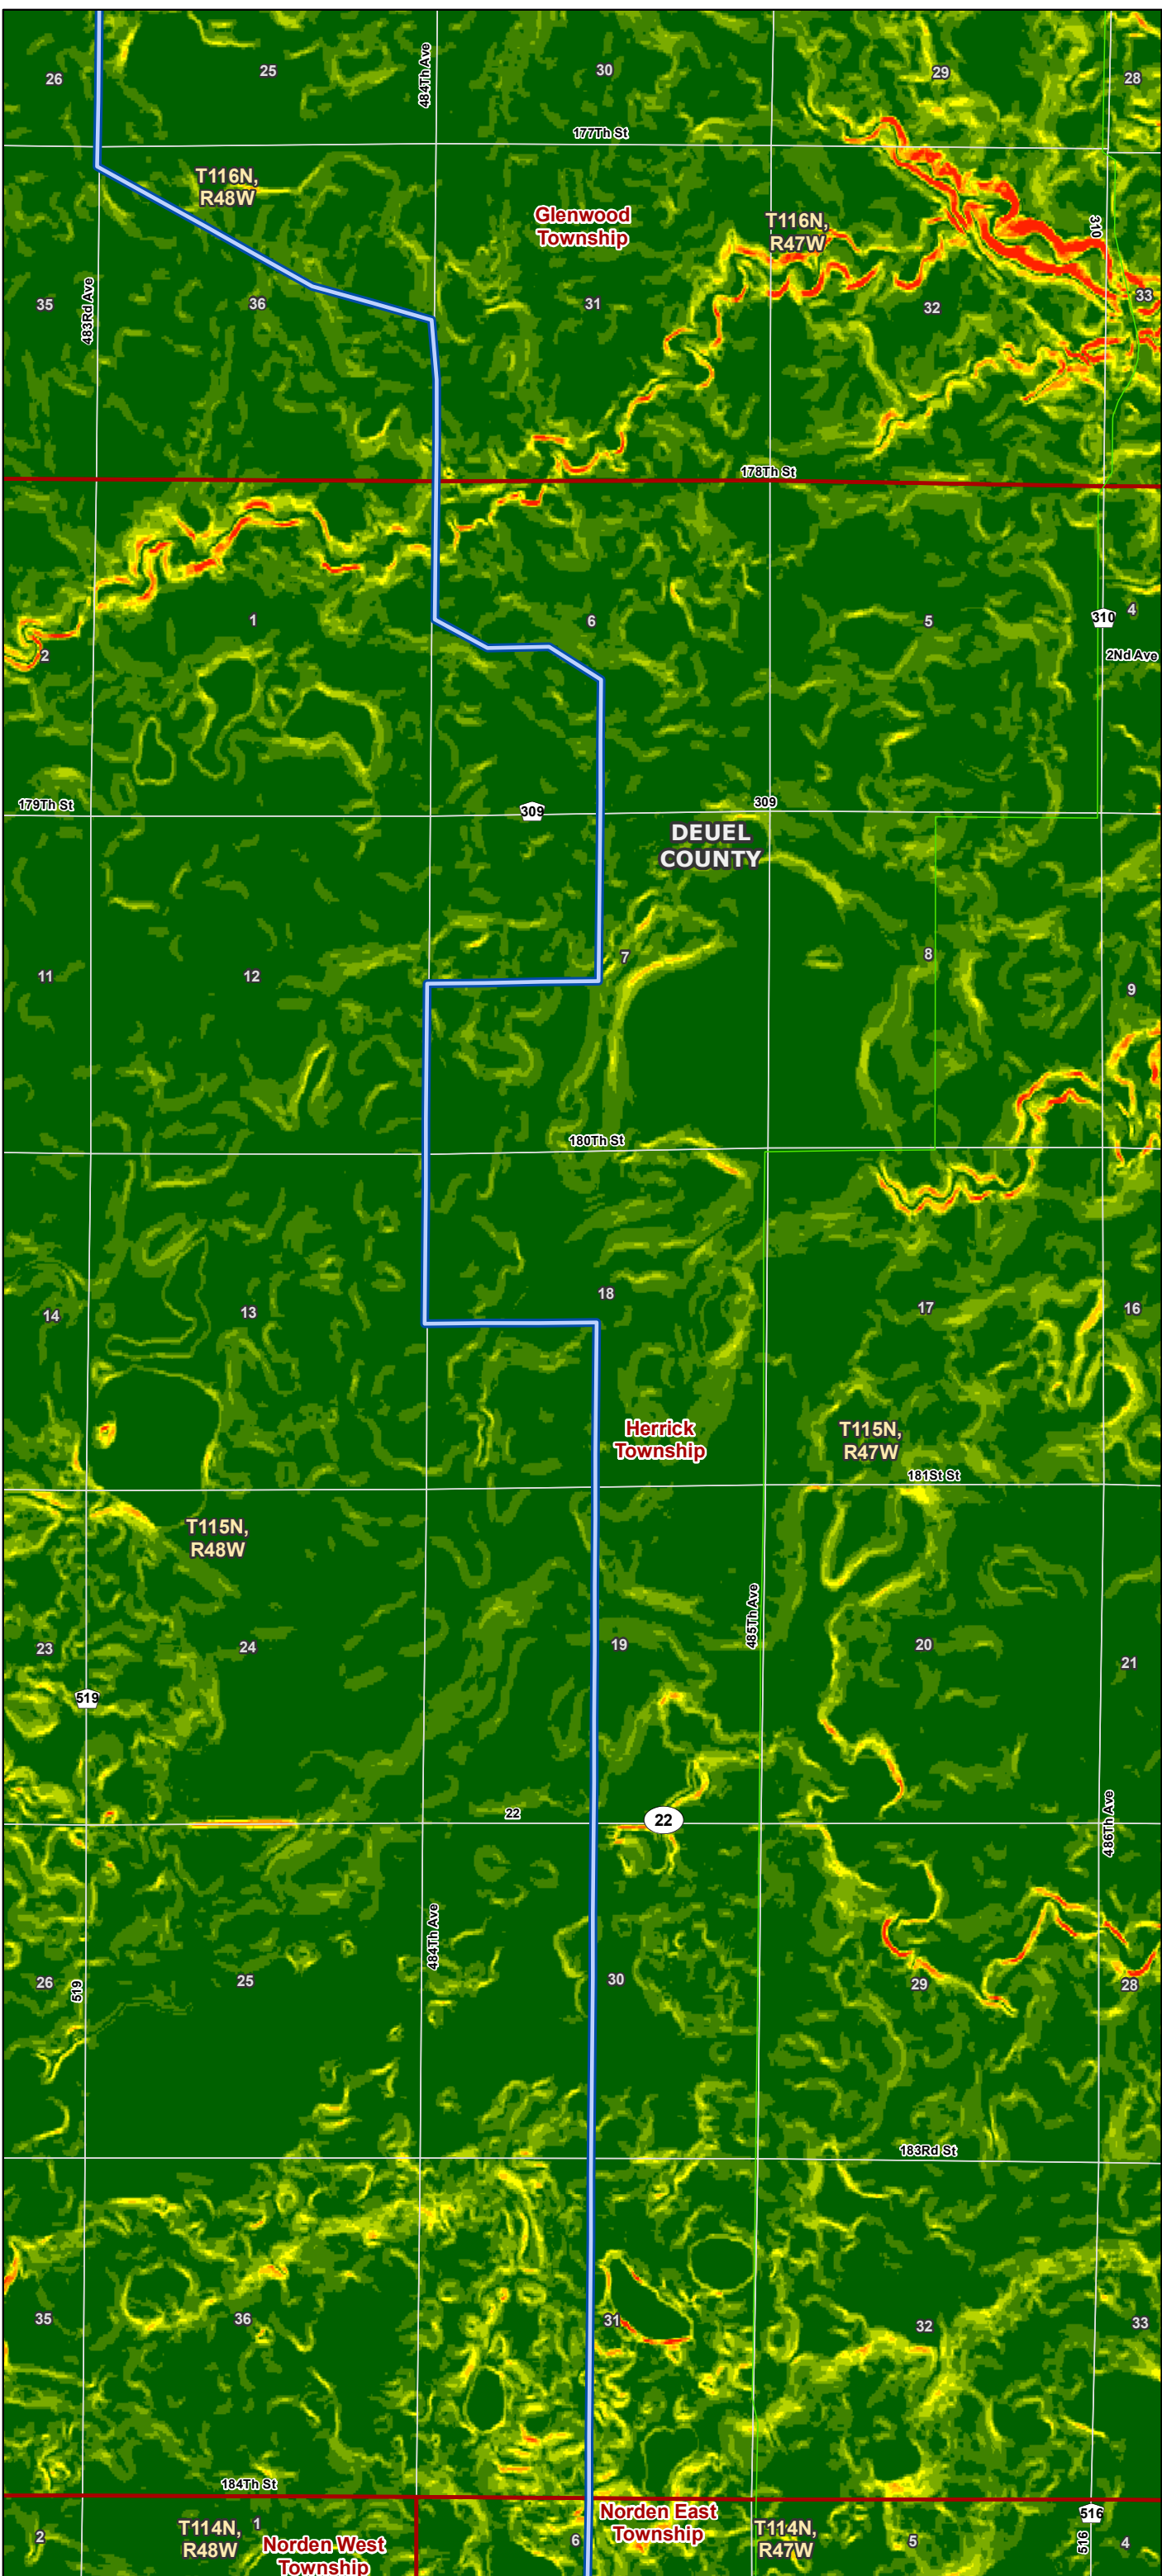 26
25
484Th Ave
30
29
28
177Th St
T116N,
R48W
Glenwood
Township
T116N,
R47W
310
35
483Rd Ave
36
31
32
33
178Th St
1
2
6
5
310
4
2Nd Ave
179Th St
309
309
DEUEL
COUNTY
11
12
7
8
9
180Th St
14
13
18
17
16
Herrick
Township
T115N,
R47W
181St St
T115N,
R48W
485Th Ave
23
24
19
20
21
519
22
22
486Th Ave
484Th Ave
26
519
25
30
29
28
183Rd St
35
36
31
32
33
184Th St
2
T114N,
R48W
1
Norden West
Township
6
Norden East
Township
T114N,
R47W
5
516
516
4